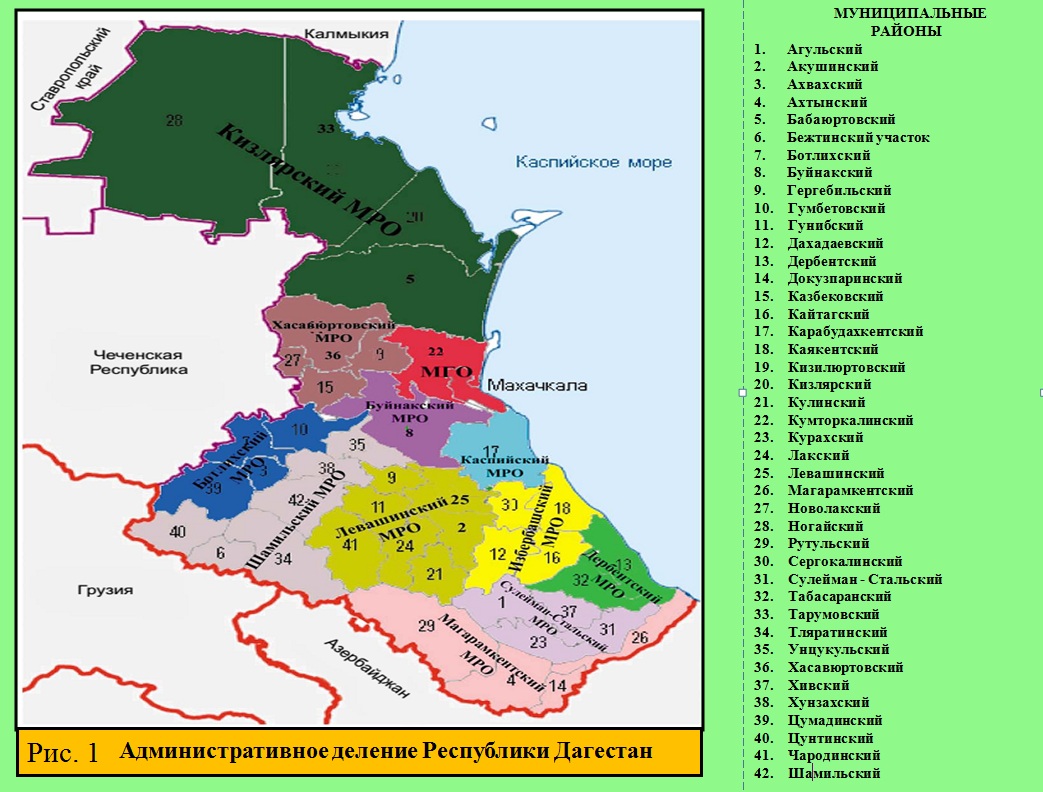 Ставропольский
край
Калмыкия
28
33
Кизлярский МРО
20
Каспийское море
5
Хасавюртовский
МРО
36
27
9
15
22
МГО
Чеченская
Республика
Махачкала
Буйнакский
МРО
8
10
7
Ботлихский
МРО
3
39
35
38
42
Шамильский МРО
40
6
34
17
Каспийский
МРО
9
11
25
Левашинский
МРО
2
41
24
21
30
18
Избербашский
МРО
12
16
Дербентский
МРО
13
32
1
Сулейман-Стальский
МРО
37
31
23
26
29
Магарамкентский
МРО
4
14
Грузия
Азербайджан
Рис. 1 Административное деление Республики Дагестан
МУНИЦИПАЛЬНЫЕ
РАЙОНЫ
1. Агульский
2. Акушинский
3. Ахвахский
4. Ахтынский
5. Бабаюртовский
6. Бежтинский участок
7. Ботлихский
8. Буйнакский
9. Гергебильский
10. Гумбетовский
11. Гунибский
12. Дахадаевский
13. Дербентский
14. Докузпаринский
15. Казбековский
16. Кайтагский
17. Карабудахкентский
18. Каякентский
19. Кизилюртовский
20. Кизлярский
21. Кулинский
22. Кумторкалинский
23. Курахский
24. Лакский
25. Левашинский
26. Магарамкентский
27. Новолакский
28. Ногайский
29. Рутульский
30. Сергокалинский
31. Сулейман - Стальский
32. Табасаранский
33. Тарумовский
34. Тляратинский
35. Унцукульский
36. Хасавюртовский
37. Хивский
38. Хунзахский
39. Цумадинский
40. Цунтинский
41. Чародинский
42. Шамильский